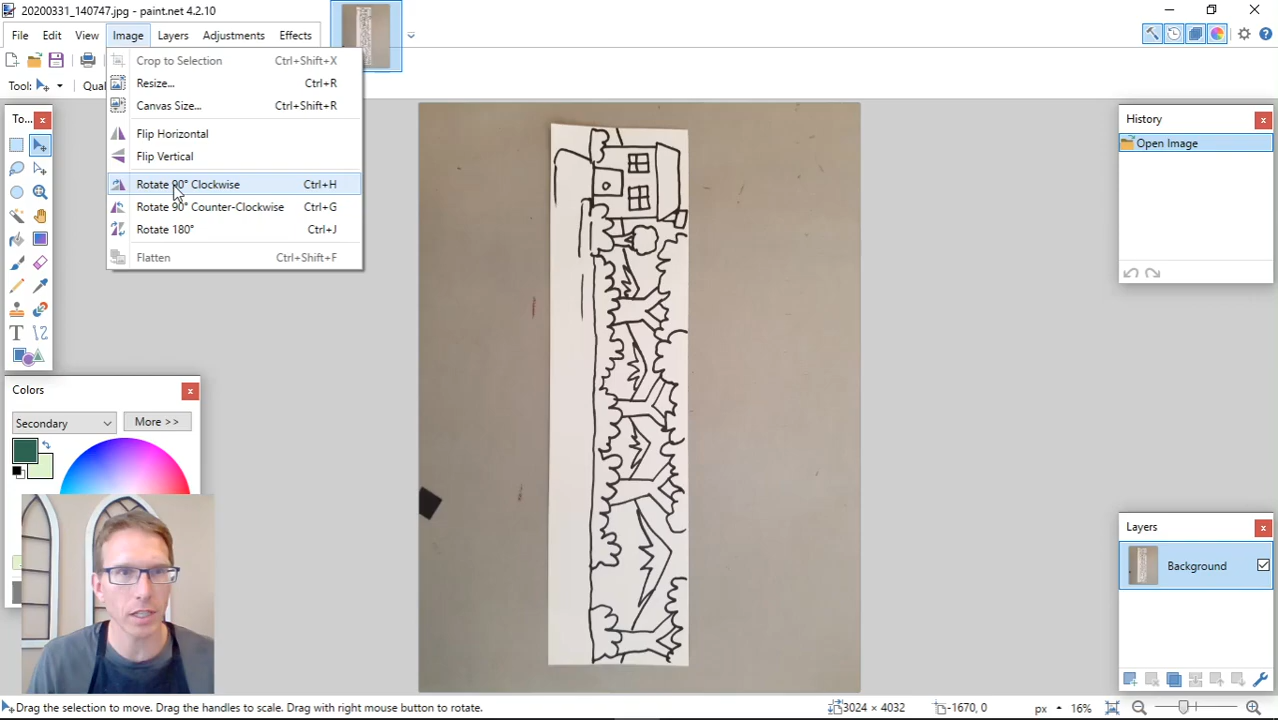 20200331_140747.jpg - paint.net 4.2.10
File Edit View Image Layers Adjustments Effects
Crop to Selection Ctrl+Shift+X
Tool: Qual
Resize... Ctrl+R
Canvas Size... Ctrl+Shift+R
Flip Horizontal
Flip Vertical
Rotate 90° Clockwise Ctrl+H
Rotate 90° Counter-Clockwise Ctrl+G
Rotate 180° Ctrl+J
Flatten Ctrl+Shift+F
To...
History
Open Image
Colors
Secondary More >>
Layers
Background
Drag the selection to move. Drag the handles to scale. Drag with right mouse button to rotate. 3024 × 4032 -1670, 0 px 16%